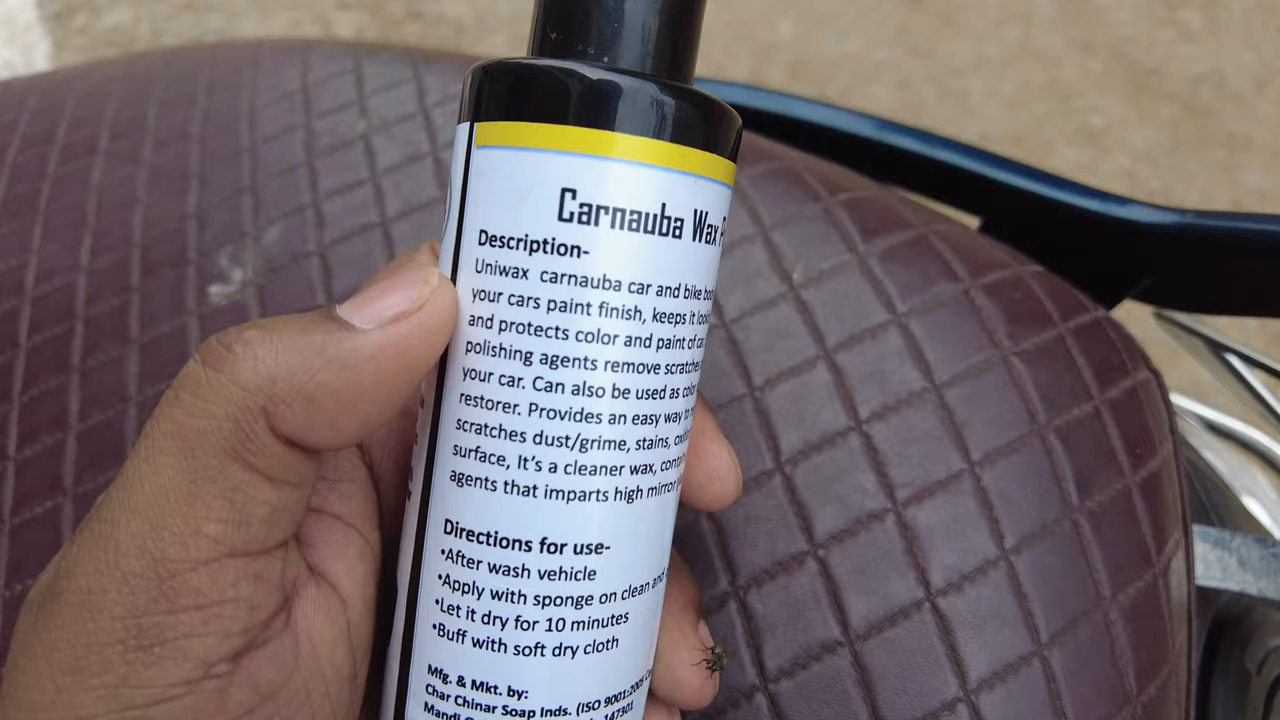 Carnauba Wax
Description-
Uniwax carnauba car and bike
your cars paint finish, keeps it
and protects color and paint of
polishing agents remove
your car. Can also be used as
restorer. Provides an easy way to
scratches dust/grime, stains,
surface, It's a cleaner wax,
agents that imparts high mirror
Directions for use-
•After wash vehicle
•Apply with sponge on clean and
•Let it dry for 10 minutes
•Buff with soft dry cloth
Mfg. & Mkt. by:
Char Chinar Soap Inds. (ISO 9001:2005
147301